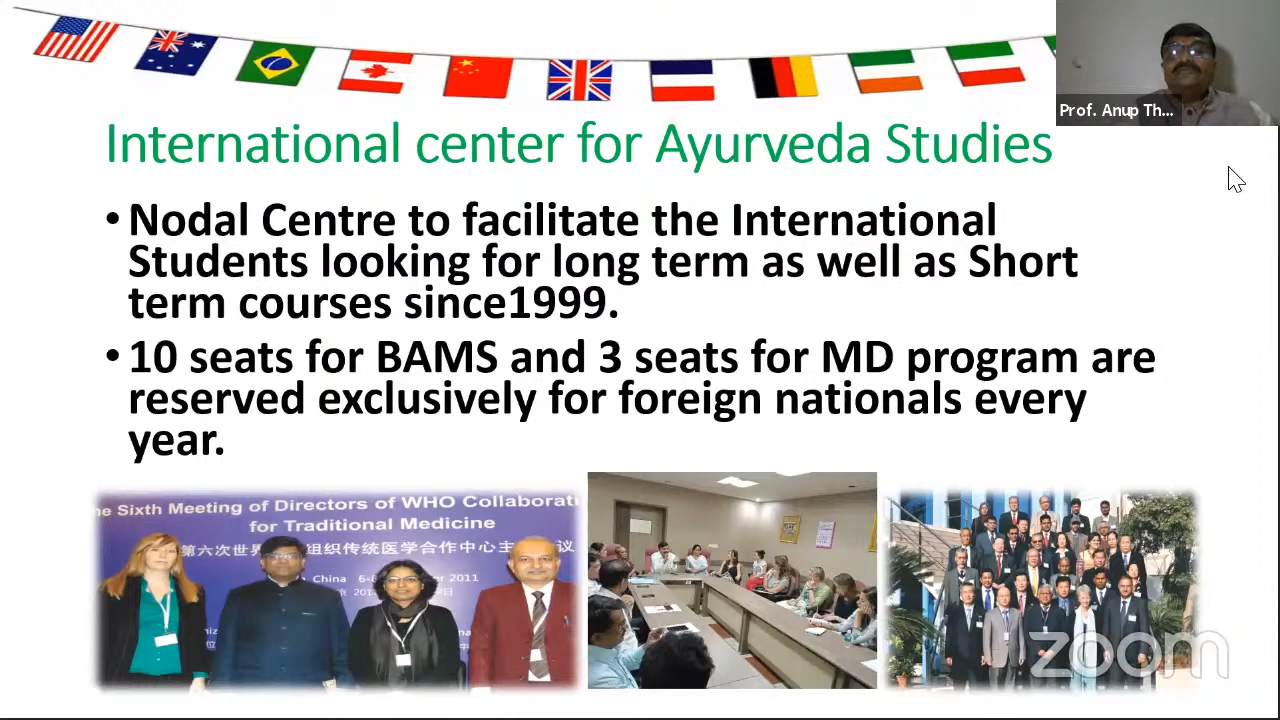 Prof. Anup Th...
International center for Ayurveda Studies
• Nodal Centre to facilitate the International
Students looking for long term as well as Short
term courses since1999.
• 10 seats for BAMS and 3 seats for MD program are
reserved exclusively for foreign nationals every
year.
he Sixth Meeting of Directors of WHO Collaborati
for Traditional Medicine
第六次世界 组织传统医学合作中心主 议
China 6-8 er 2011
zoom